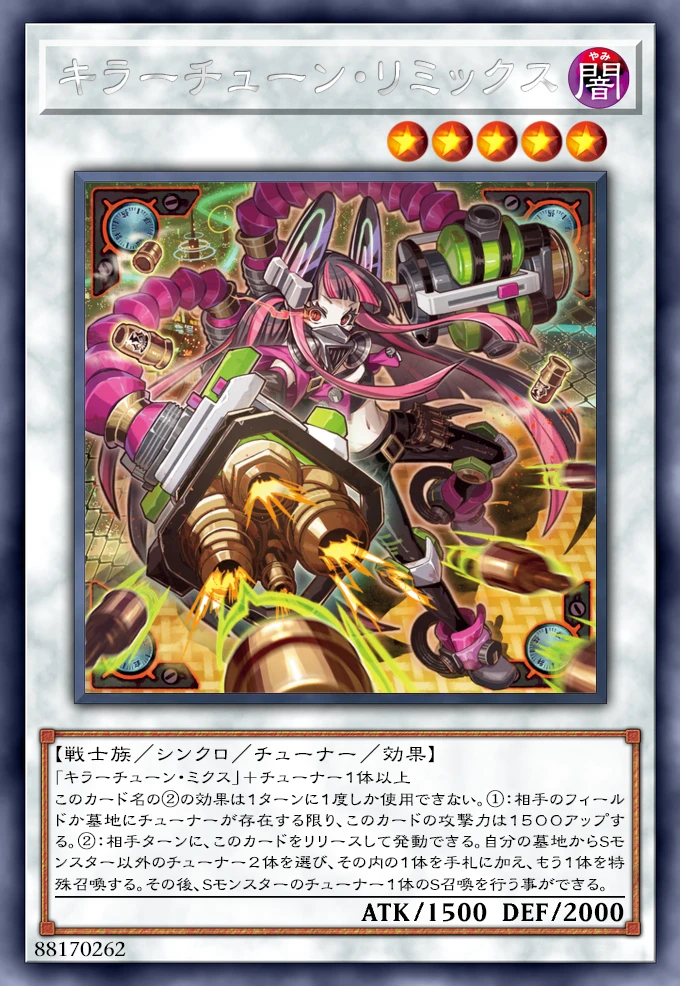 キラーチューン・リミックス
やみ
闇
【戦士族／シンクロ／チューナー／効果】
「キラーチューン・ミクス」＋チューナー１体以上
このカード名の②の効果は１ターンに１度しか使用できない。①：相手のフィール
ドか墓地にチューナーが存在する限り、このカードの攻撃力は１５００アップす
る。②：相手ターンに、このカードをリリースして発動できる。自分の墓地からSモ
ンスター以外のチューナー２体を選び、その内の１体を手札に加え、もう１体を特
殊召喚する。その後、Sモンスターのチューナー１体のS召喚を行う事ができる。
ATK/1500 DEF/2000
88170262